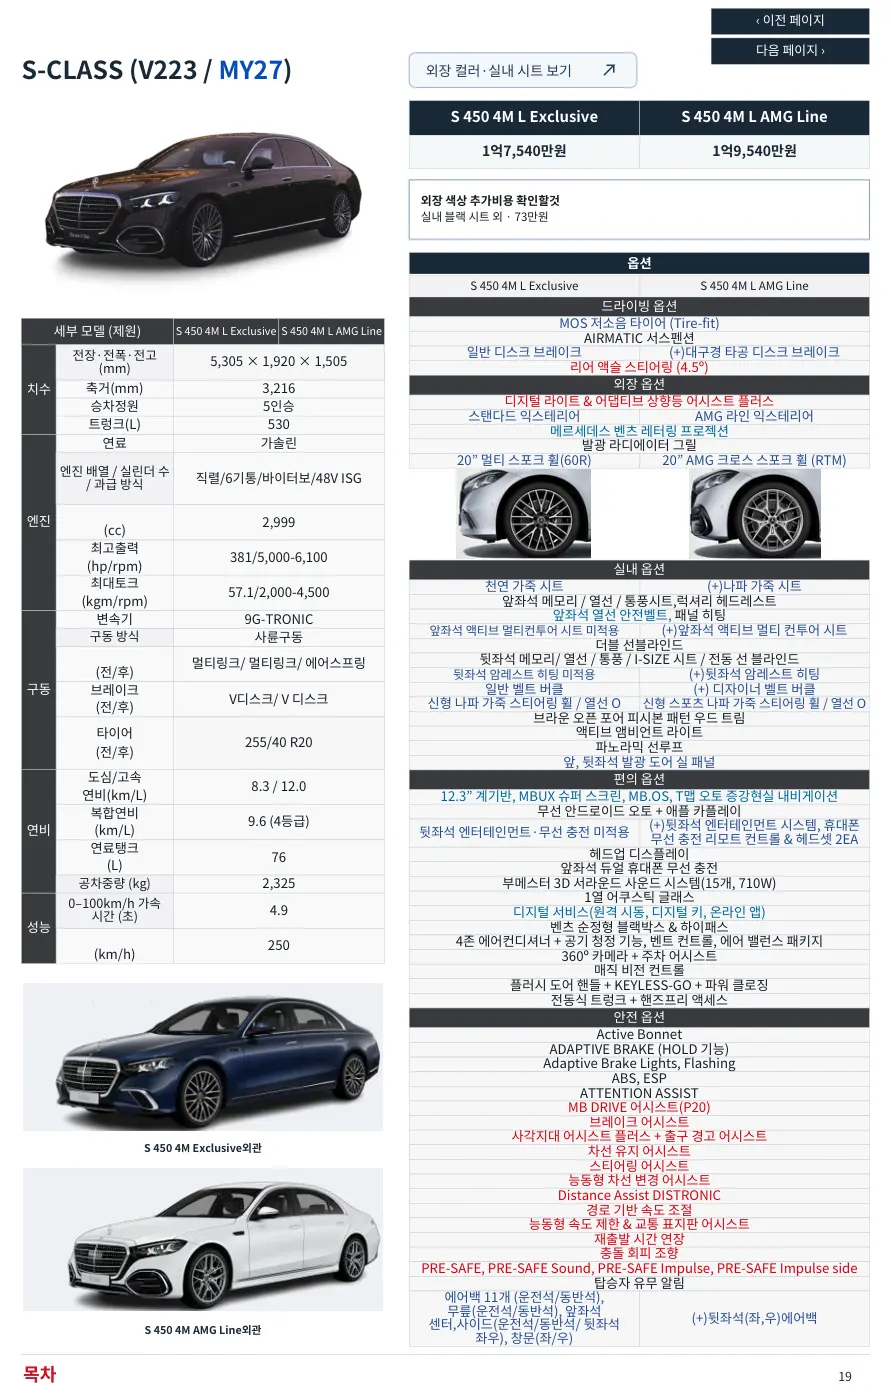 ‹ 이전 페이지
다음 페이지 ›
S-CLASS (V223 / MY27)
외장 컬러·실내 시트 보기 ↗
S 450 4M L Exclusive S 450 4M L AMG Line
1억7,540만원 1억9,540만원
외장 색상 추가비용 확인할것
실내 블랙 시트 외 · 73만원
세부 모델 (제원) S 450 4M L Exclusive S 450 4M L AMG Line
치수
전장·전폭·전고
(mm)
5,305 × 1,920 × 1,505
축거(mm) 3,216
승차정원 5인승
트렁크(L) 530
엔진
연료 가솔린
엔진 배열 / 실린더 수
/ 과급 방식
직렬/6기통/바이터보/48V ISG
(cc) 2,999
최고출력
(hp/rpm)
381/5,000-6,100
최대토크
(kgm/rpm)
57.1/2,000-4,500
구동
변속기 9G-TRONIC
구동 방식 사륜구동
(전/후) 멀티링크/ 멀티링크/ 에어스프링
브레이크
(전/후)
V디스크/ V 디스크
타이어
(전/후)
255/40 R20
연비
도심/고속
연비(km/L)
8.3 / 12.0
복합연비
(km/L)
9.6 (4등급)
연료탱크
(L)
76
공차중량 (kg) 2,325
성능
0–100km/h 가속
시간 (초)
4.9
(km/h) 250
S 450 4M Exclusive외관
S 450 4M AMG Line외관
옵션
S 450 4M L Exclusive S 450 4M L AMG Line
드라이빙 옵션
MOS 저소음 타이어 (Tire-fit)
AIRMATIC 서스펜션
일반 디스크 브레이크 (+)대구경 타공 디스크 브레이크
리어 액슬 스티어링 (4.5º)
외장 옵션
디지털 라이트 & 어댑티브 상향등 어시스트 플러스
스탠다드 익스테리어 AMG 라인 익스테리어
메르세데스 벤츠 레터링 프로젝션
발광 라디에이터 그릴
20” 멀티 스포크 휠(60R) 20” AMG 크로스 스포크 휠 (RTM)
실내 옵션
천연 가죽 시트 (+)나파 가죽 시트
앞좌석 메모리 / 열선 / 통풍시트,럭셔리 헤드레스트
앞좌석 열선 안전벨트, 패널 히팅
앞좌석 액티브 멀티컨투어 시트 미적용 (+)앞좌석 액티브 멀티 컨투어 시트
더블 선블라인드
뒷좌석 메모리/ 열선 / 통풍 / I-SIZE 시트 / 전동 선 블라인드
뒷좌석 암레스트 히팅 미적용 (+)뒷좌석 암레스트 히팅
일반 벨트 버클 (+) 디자이너 벨트 버클
신형 나파 가죽 스티어링 휠 / 열선 O 신형 스포츠 나파 가죽 스티어링 휠 / 열선 O
브라운 오픈 포어 피시본 패턴 우드 트림
액티브 앰비언트 라이트
파노라믹 선루프
앞, 뒷좌석 발광 도어 실 패널
편의 옵션
12.3” 계기반, MBUX 슈퍼 스크린, MB.OS, T맵 오토 증강현실 내비게이션
무선 안드로이드 오토 + 애플 카플레이
뒷좌석 엔터테인먼트·무선 충전 미적용
(+)뒷좌석 엔터테인먼트 시스템, 휴대폰
무선 충전 리모트 컨트롤 & 헤드셋 2EA
헤드업 디스플레이
앞좌석 듀얼 휴대폰 무선 충전
부메스터 3D 서라운드 사운드 시스템(15개, 710W)
1열 어쿠스틱 글래스
디지털 서비스(원격 시동, 디지털 키, 온라인 앱)
벤츠 순정형 블랙박스 & 하이패스
4존 에어컨디셔너 + 공기 청정 기능, 벤트 컨트롤, 에어 밸런스 패키지
360º 카메라 + 주차 어시스트
매직 비전 컨트롤
플러시 도어 핸들 + KEYLESS-GO + 파워 클로징
전동식 트렁크 + 핸즈프리 액세스
안전 옵션
Active Bonnet
ADAPTIVE BRAKE (HOLD 기능)
Adaptive Brake Lights, Flashing
ABS, ESP
ATTENTION ASSIST
MB DRIVE 어시스트(P20)
브레이크 어시스트
사각지대 어시스트 플러스 + 출구 경고 어시스트
차선 유지 어시스트
스티어링 어시스트
능동형 차선 변경 어시스트
Distance Assist DISTRONIC
경로 기반 속도 조절
능동형 속도 제한 & 교통 표지판 어시스트
재출발 시간 연장
충돌 회피 조향
PRE-SAFE, PRE-SAFE Sound, PRE-SAFE Impulse, PRE-SAFE Impulse side
탑승자 유무 알림
에어백 11개 (운전석/동반석),
무릎(운전석/동반석), 앞좌석
센터,사이드(운전석/동반석/ 뒷좌석
좌우), 창문(좌/우)
(+)뒷좌석(좌,우)에어백
목차
19